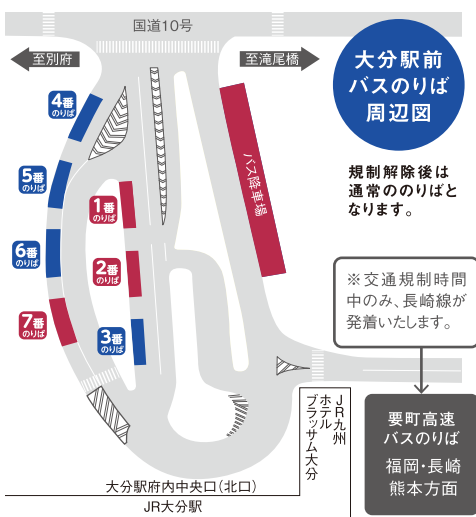 国道10号
至別府
至滝尾橋
大分駅前
バスのりば
周辺図
規制解除後は
通常ののりばと
なります。
4番
のりば
5番
のりば
6番
のりば
7番
のりば
1番
のりば
2番
のりば
3番
のりば
バス降車場
※交通規制時間
中のみ、長崎線が
発着いたします。
要町高速
バスのりば
福岡・長崎
熊本方面
JR九州
ホテル
ブラッサム大分
大分駅府内中央口(北口)
JR大分駅